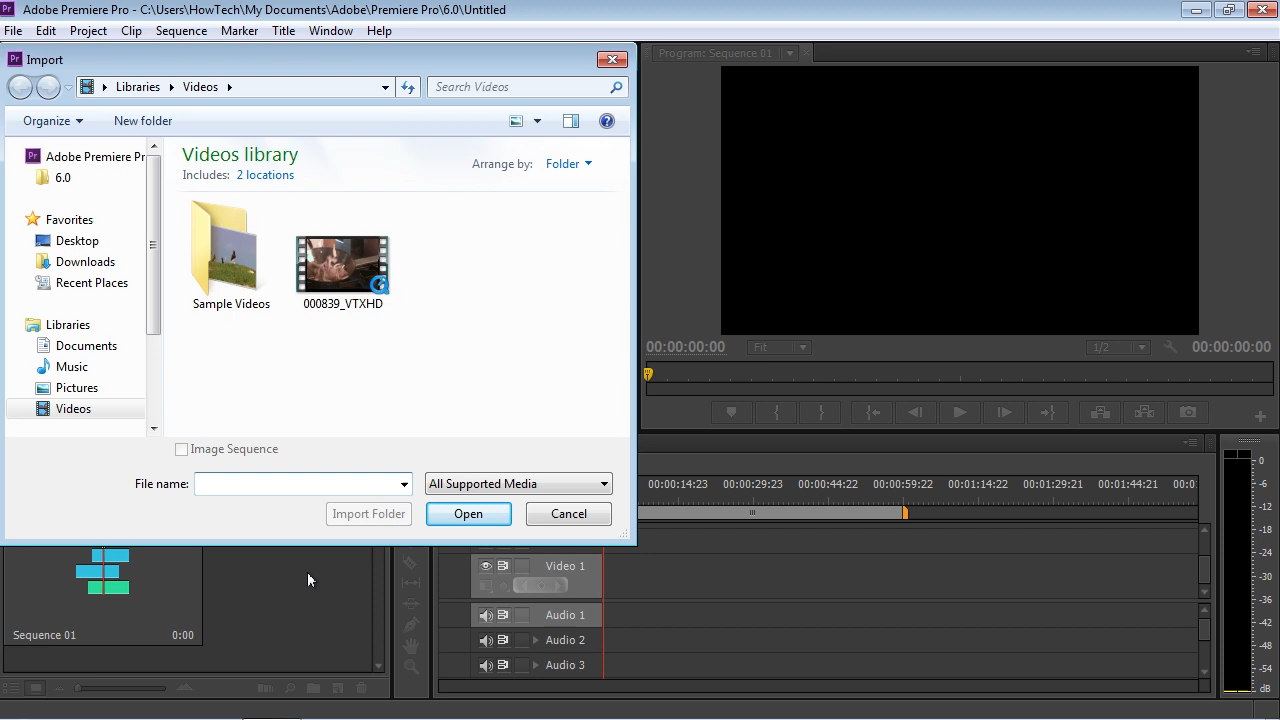 Pr Adobe Premiere Pro - C:\Users\HowTech\My Documents\Adobe\Premiere Pro\6.0\Untitled
File Edit Project Clip Sequence Marker Title Window Help
Pr Import
Program: Sequence 01
Libraries Videos Search Videos
Organize New folder
Videos library
Includes: 2 locations
Arrange by: Folder
Pr Adobe Premiere Pr
6.0
Favorites
Desktop
Downloads
Recent Places
Libraries
Documents
Music
Pictures
Videos
Sample Videos
000839_VTXHD
Image Sequence
File name: All Supported Media
Import Folder Open Cancel
00:00:00:00 Fit 1/2 00:00:00:00
00:00:14:23 00:00:29:23 00:00:44:22 00:00:59:22 00:01:14:22 00:01:29:21 00:01:44:21 00:0
Video 1
Audio 1
Audio 2
Audio 3
Sequence 01 0:00
0
-6
-12
-18
-24
-30
-36
-42
-48
-54
dB